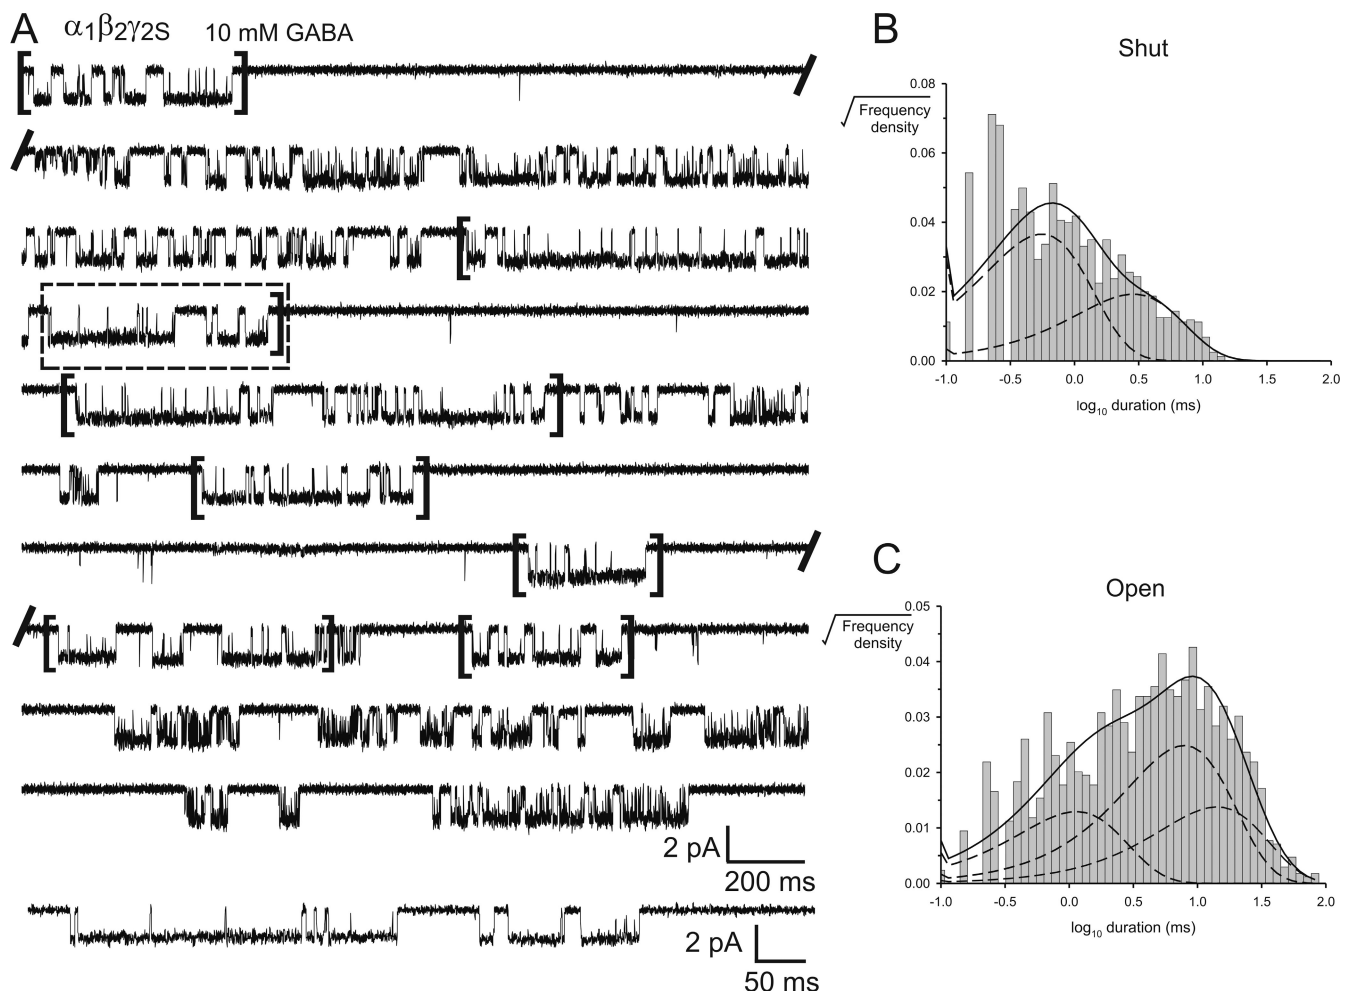 A
α1β2γ2S 10 mM GABA
2 pA
200 ms
2 pA
50 ms
B
Shut
√Frequency
density
0.08
0.06
0.04
0.02
0.00
-1.0 -0.5 0.0 0.5 1.0 1.5 2.0
log10 duration (ms)
C
Open
√Frequency
density
0.05
0.04
0.03
0.02
0.01
0.00
-1.0 -0.5 0.0 0.5 1.0 1.5 2.0
log10 duration (ms)